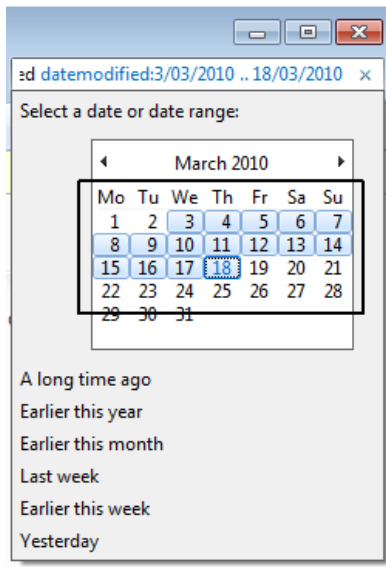 ed datemodified:3/03/2010 .. 18/03/2010 ×
Select a date or date range:
March 2010
Mo Tu We Th Fr Sa Su
1 2 3 4 5 6 7
8 9 10 11 12 13 14
15 16 17 18 19 20 21
22 23 24 25 26 27 28
29 30 31
A long time ago
Earlier this year
Earlier this month
Last week
Earlier this week
Yesterday